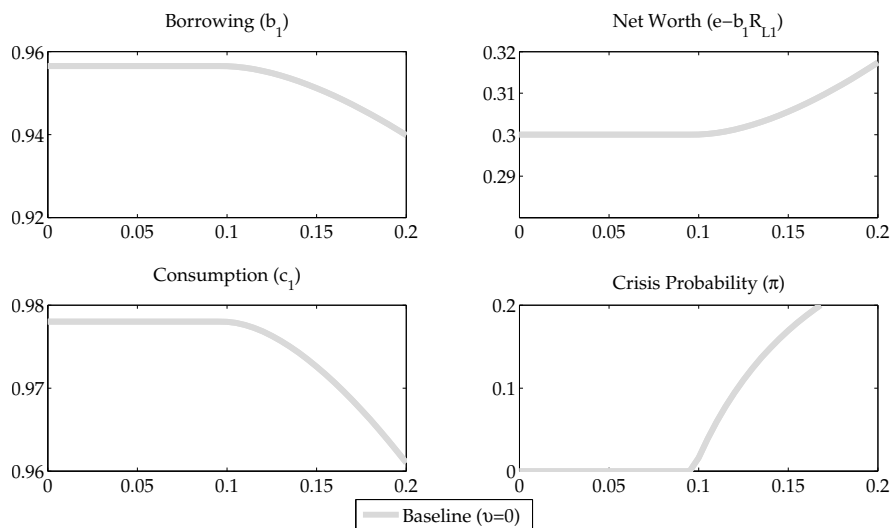 Borrowing (b1)
0.96
0.94
0.92
0 0.05 0.1 0.15 0.2
Net Worth (e−b1RL1)
0.32
0.31
0.3
0.29
0 0.05 0.1 0.15 0.2
Consumption (c1)
0.98
0.97
0.96
0 0.05 0.1 0.15 0.2
Crisis Probability (π)
0.2
0.1
0
0 0.05 0.1 0.15 0.2
Baseline (υ=0)